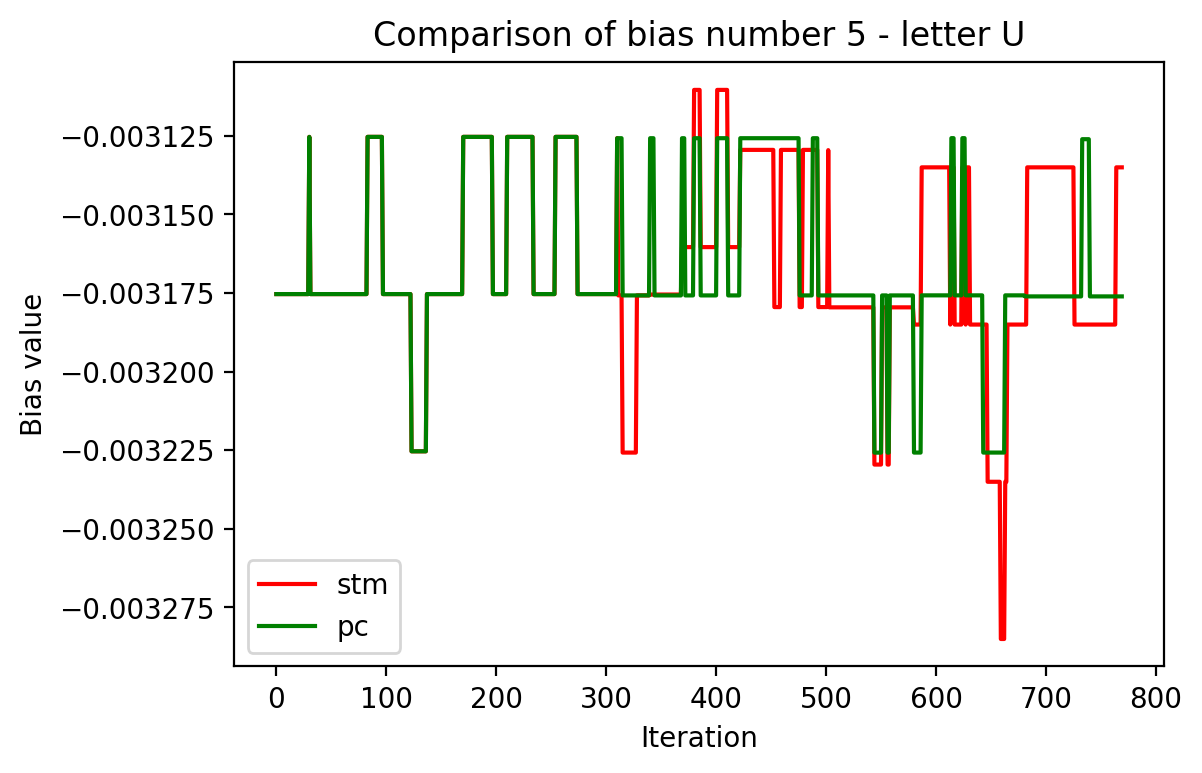 Comparison of bias number 5 - letter U
Bias value
−0.003125
−0.003150
−0.003175
−0.003200
−0.003225
−0.003250
−0.003275
stm
pc
0 100 200 300 400 500 600 700 800
Iteration